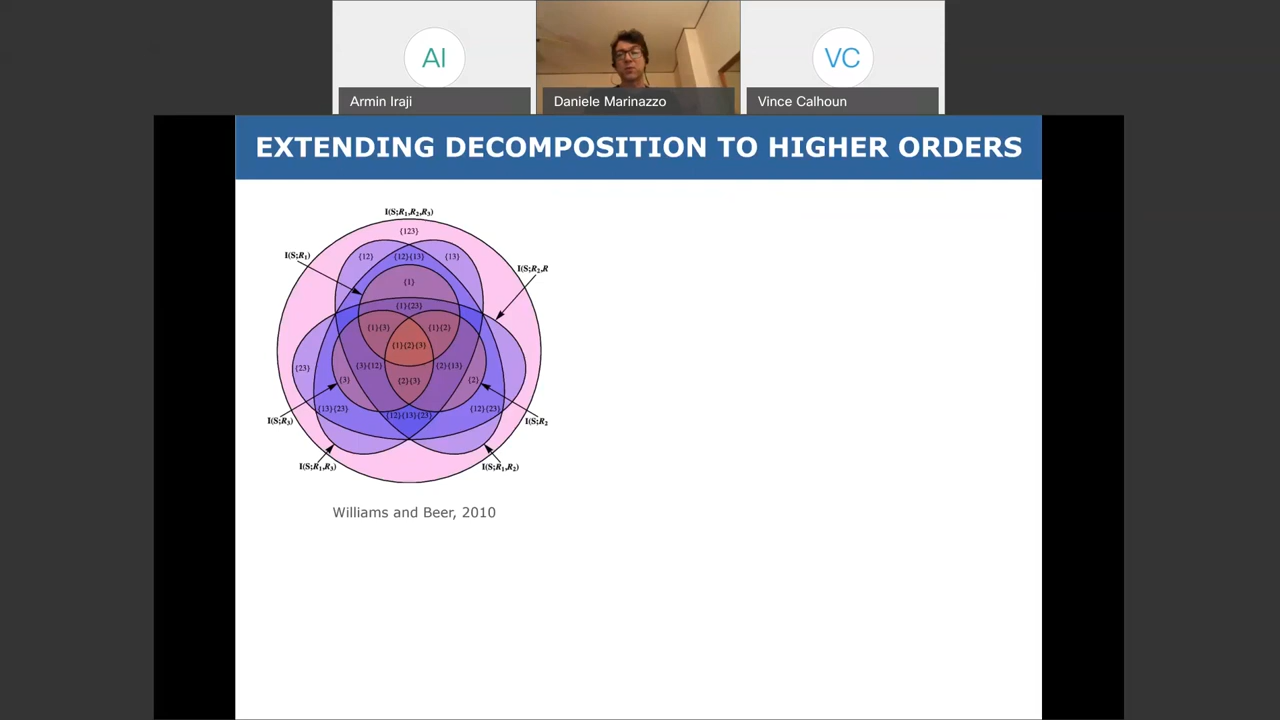 AI
VC
Armin Iraji
Daniele Marinazzo
Vince Calhoun
EXTENDING DECOMPOSITION TO HIGHER ORDERS
I(S;R1,R2,R3)
{123}
I(S;R1)
{12}
{12}{13}
{13}
I(S;R2,R
{1}
{1}{23}
{1}{3}
{1}{2}
{1}{2}{3}
{23}
{3}{12}
{2}{13}
{3}
{2}{3}
{2}
{13}{23}
{12}{13}{23}
{12}{23}
I(S;R3)
I(S;R2
I(S;R1,R3)
I(S;R1,R2)
Williams and Beer, 2010